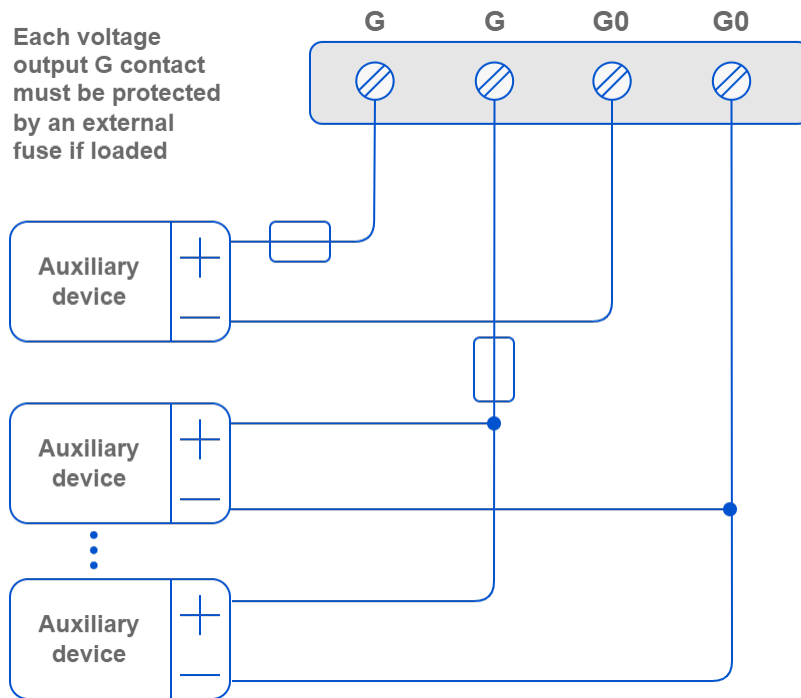 G G G0 G0
Each voltage
output G contact
must be protected
by an external
fuse if loaded
Auxiliary
device
Auxiliary
device
Auxiliary
device